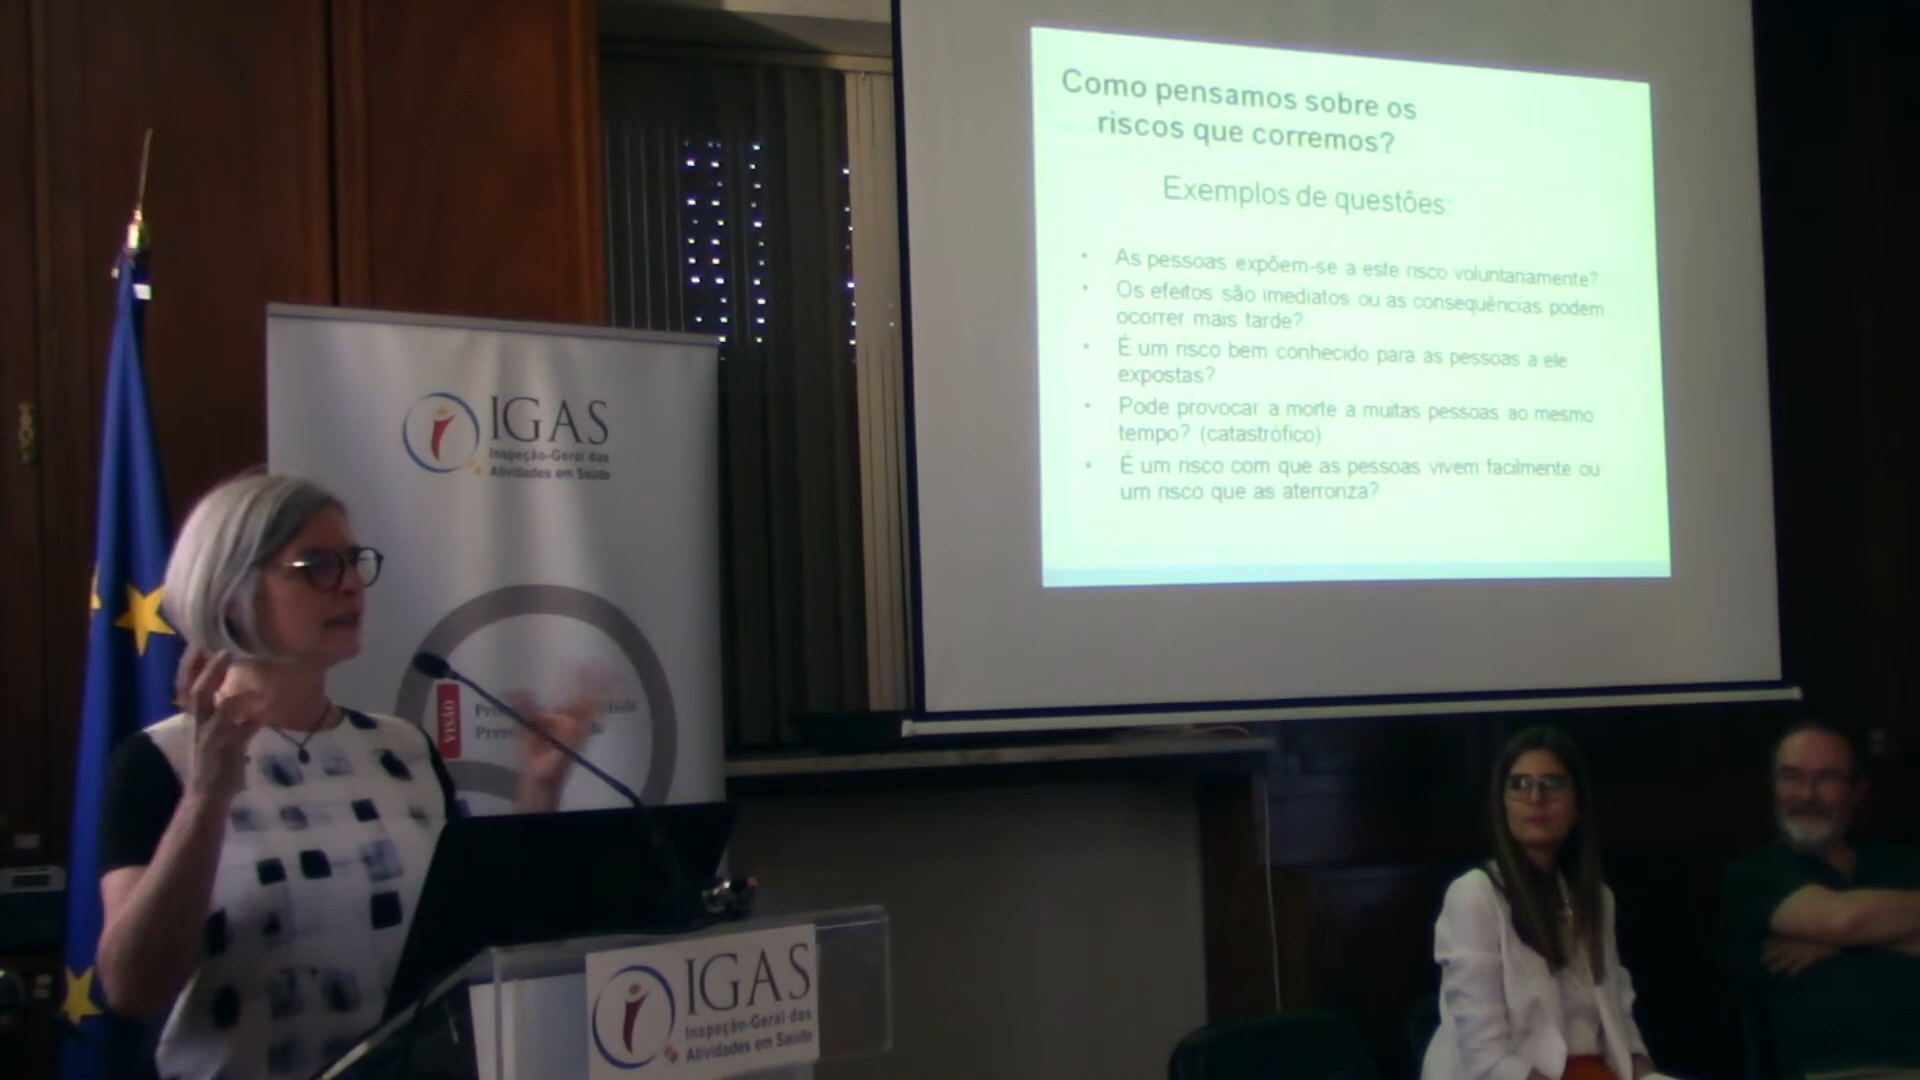 Como pensamos sobre os
riscos que corremos?
Exemplos de questões:
• As pessoas expõem-se a este risco voluntariamente?
• Os efeitos são imediatos ou as consequências podem
ocorrer mais tarde?
• É um risco bem conhecido para as pessoas a ele
expostas?
• Pode provocar a morte a muitas pessoas ao mesmo
tempo? (catastrófico)
• É um risco com que as pessoas vivem facilmente ou
um risco que as aterroriza?
IGAS
Inspeção-Geral das
Atividades em Saúde
VISÃO
IGAS
Inspeção-Geral das
Atividades em Saúde